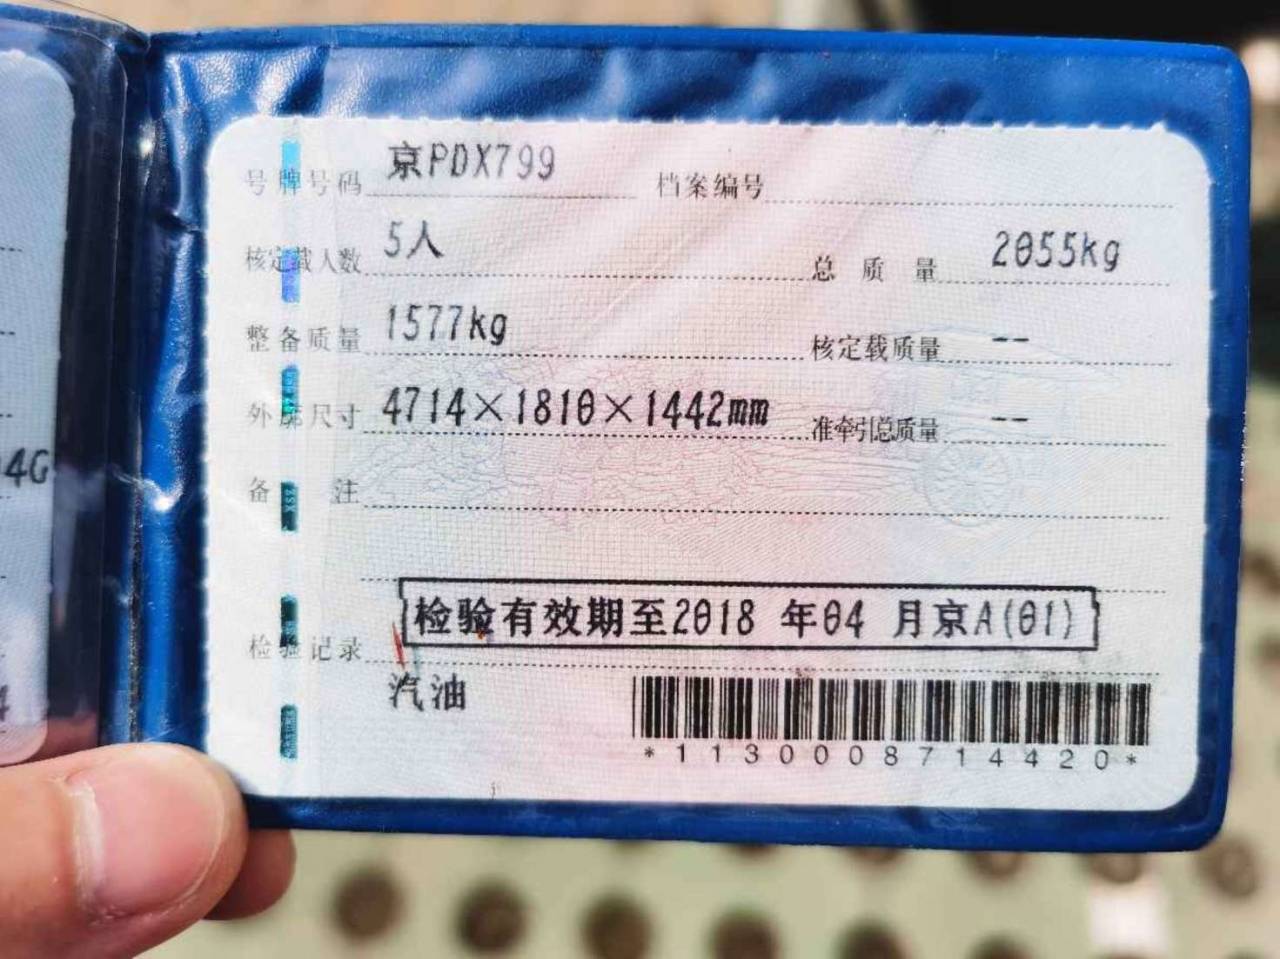 号牌号码 京PDX799 档案编号
核定载人数 5人 总质量 2055kg
整备质量 1577kg 核定载质量 --
外廓尺寸 4714×1810×1442mm 准牵引总质量 --
备注
检验记录 检验有效期至2018 年04 月京A(01)
汽油
*1130008714420*
4G
4